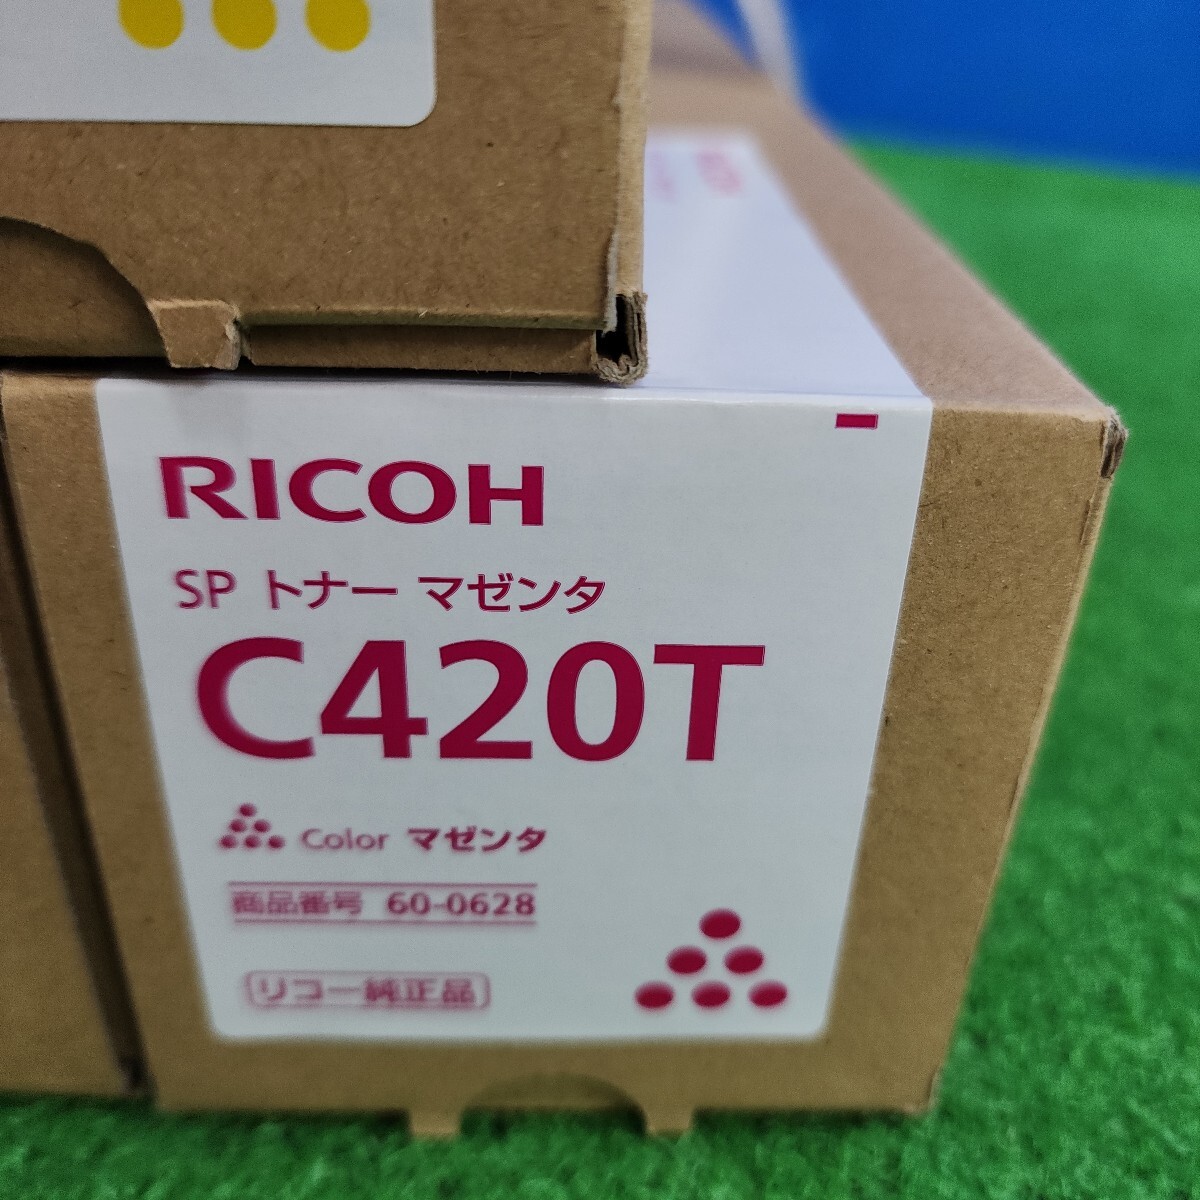 RICOH
SP トナー マゼンタ
C420T
Color マゼンタ
商品番号 60-0628
リコー純正品